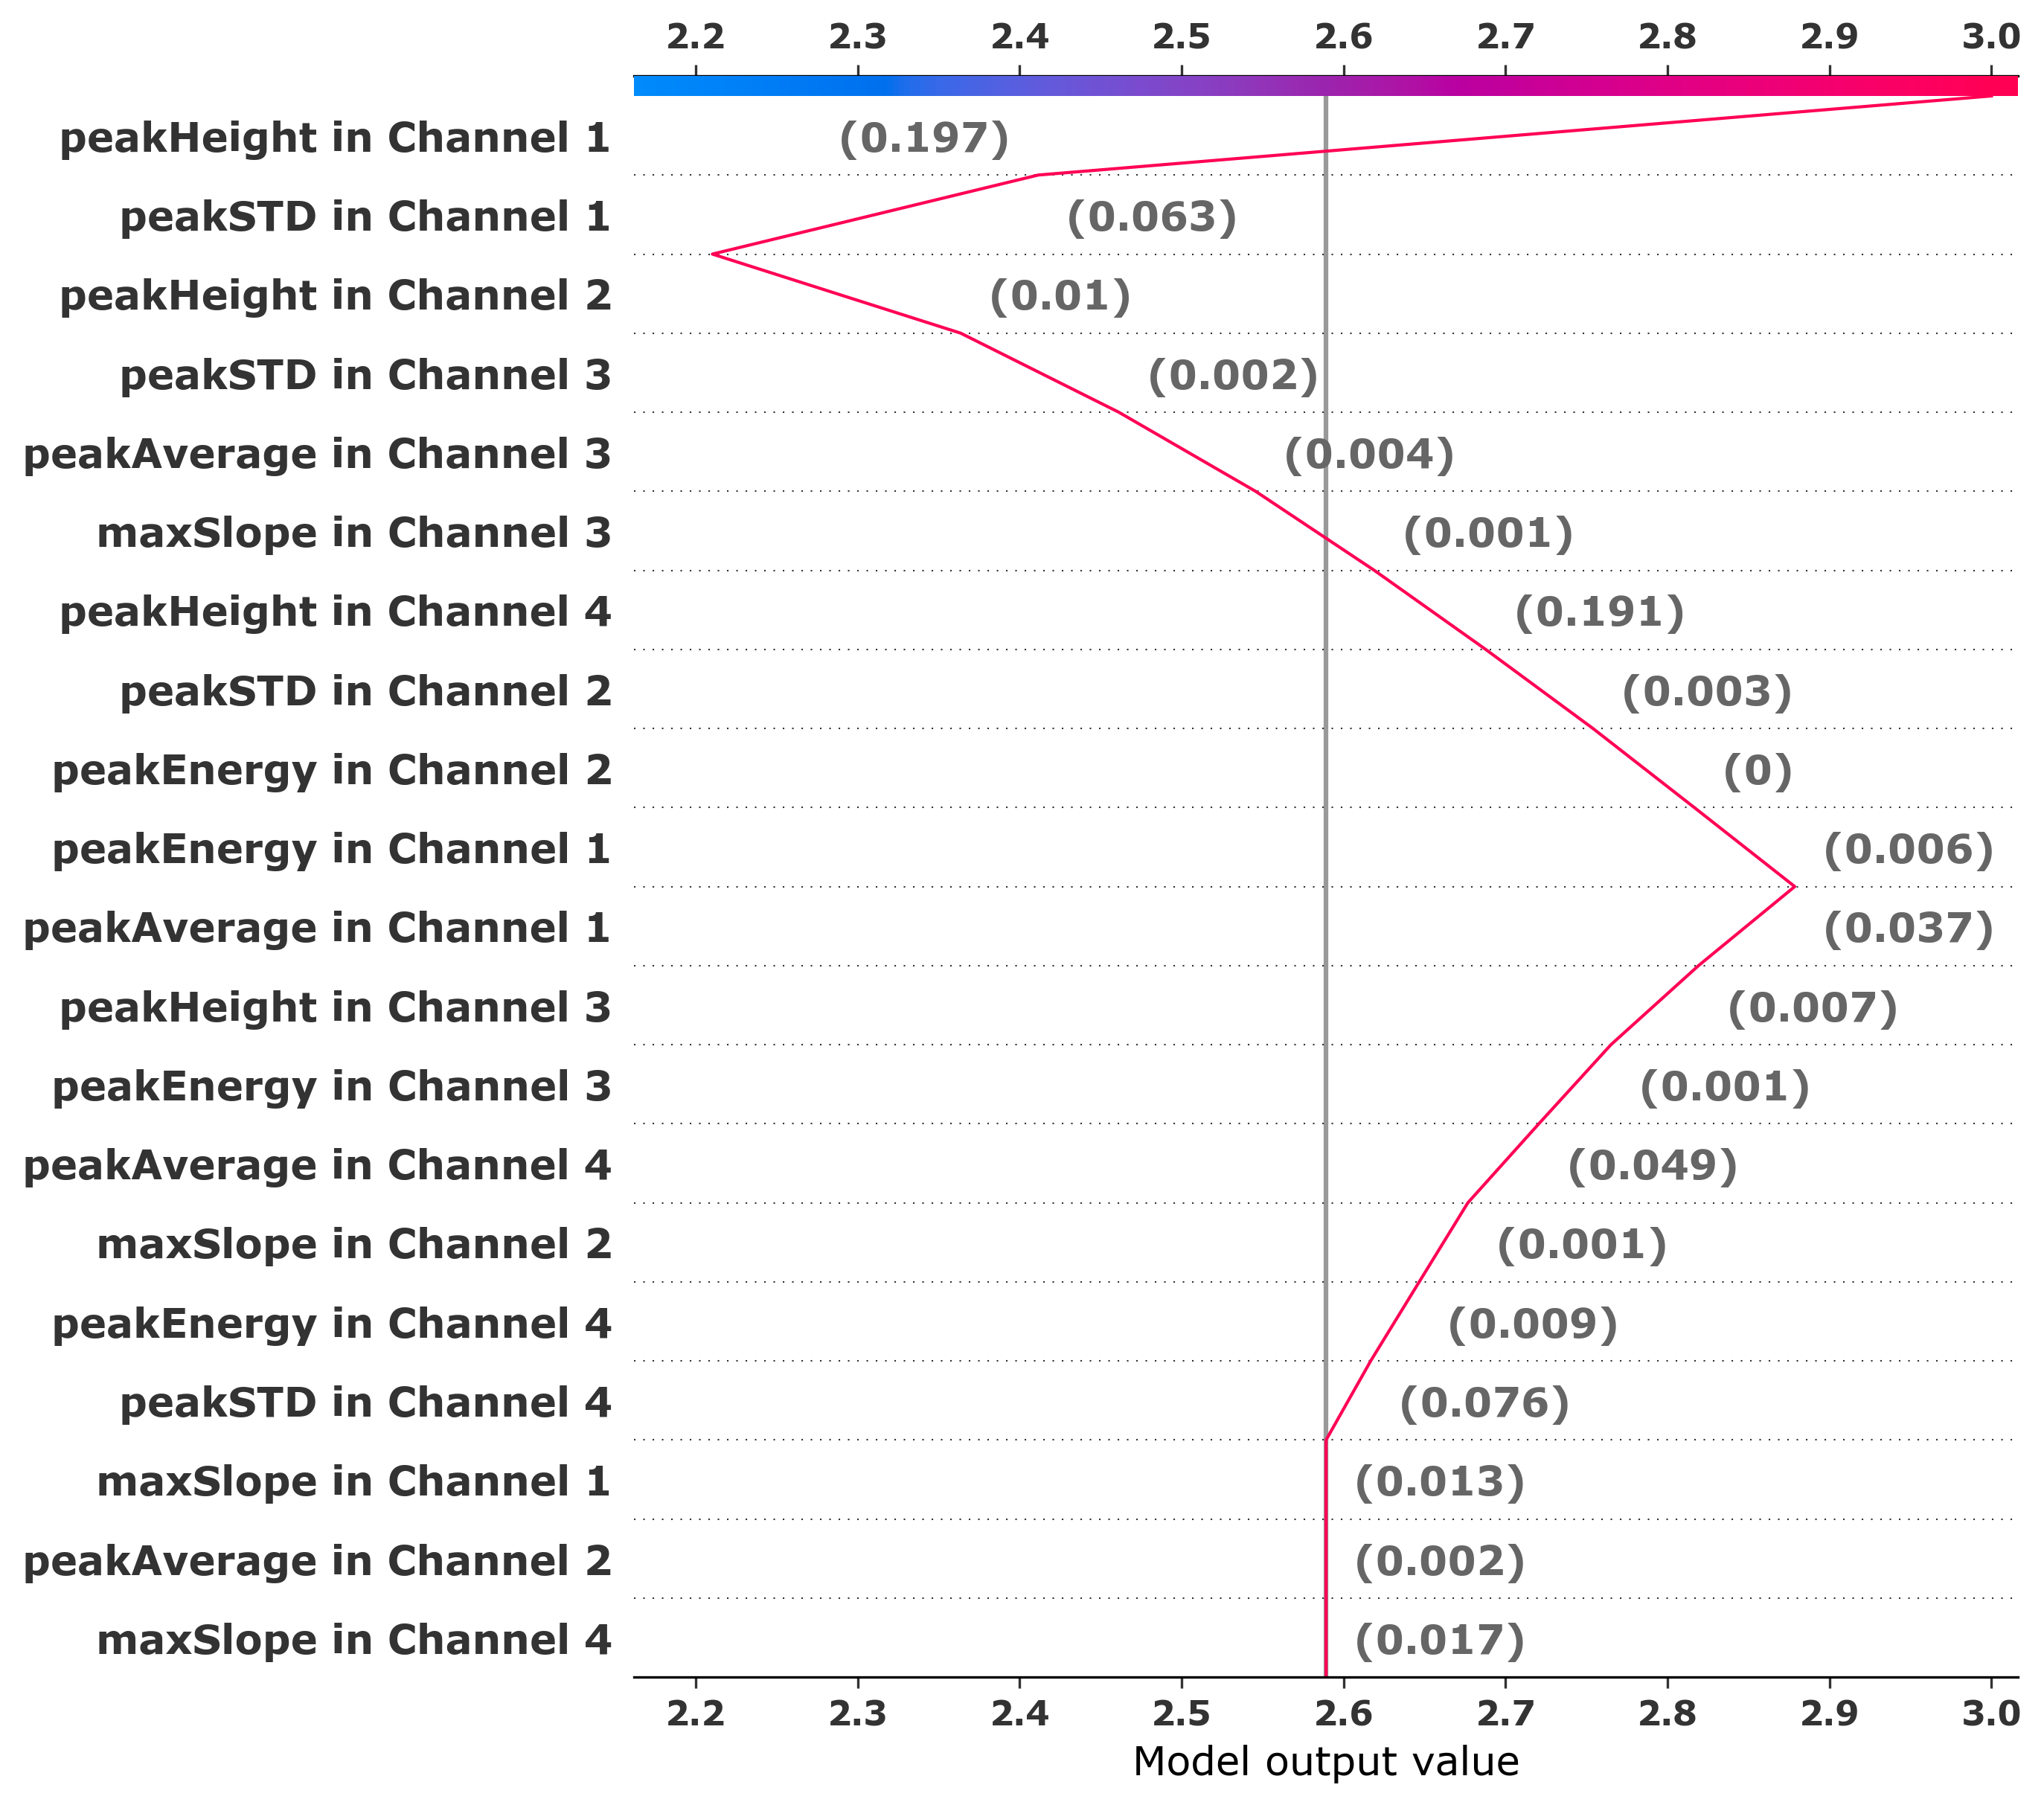 2.2 2.3 2.4 2.5 2.6 2.7 2.8 2.9 3.0
peakHeight in Channel 1 (0.197)
peakSTD in Channel 1 (0.063)
peakHeight in Channel 2 (0.01)
peakSTD in Channel 3 (0.002)
peakAverage in Channel 3 (0.004)
maxSlope in Channel 3 (0.001)
peakHeight in Channel 4 (0.191)
peakSTD in Channel 2 (0.003)
peakEnergy in Channel 2 (0)
peakEnergy in Channel 1 (0.006)
peakAverage in Channel 1 (0.037)
peakHeight in Channel 3 (0.007)
peakEnergy in Channel 3 (0.001)
peakAverage in Channel 4 (0.049)
maxSlope in Channel 2 (0.001)
peakEnergy in Channel 4 (0.009)
peakSTD in Channel 4 (0.076)
maxSlope in Channel 1 (0.013)
peakAverage in Channel 2 (0.002)
maxSlope in Channel 4 (0.017)
2.2 2.3 2.4 2.5 2.6 2.7 2.8 2.9 3.0
Model output value